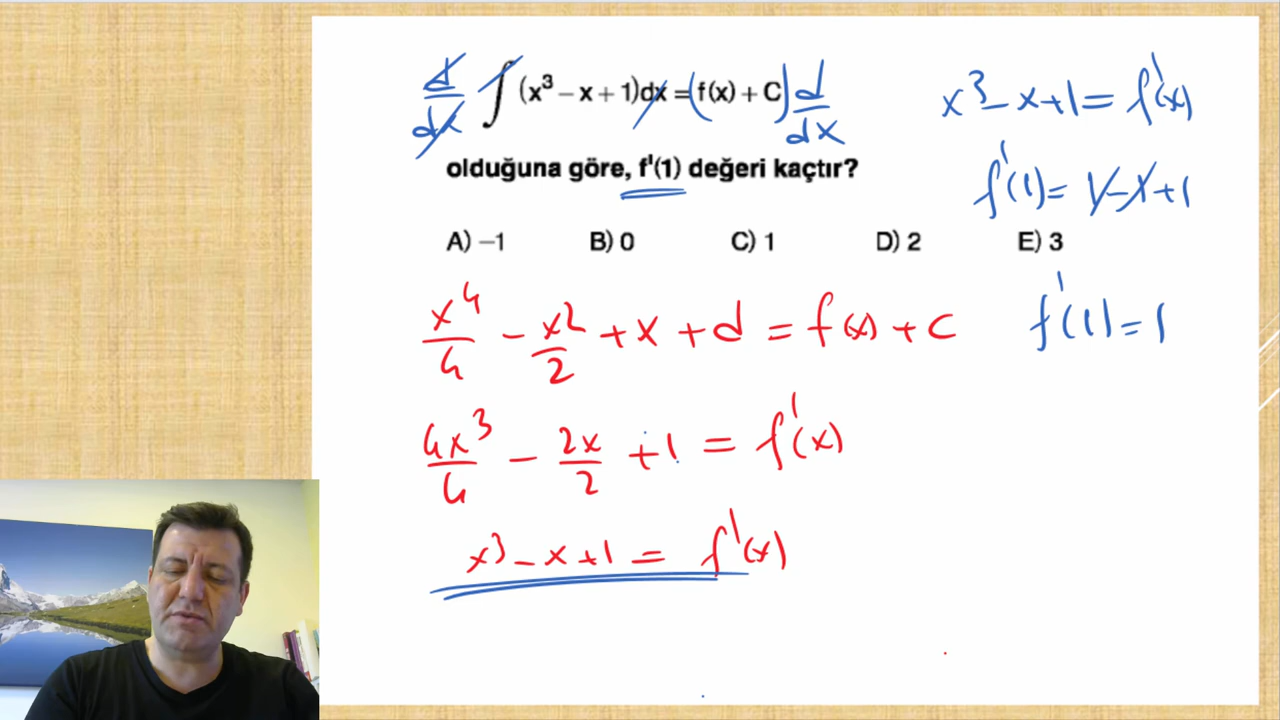 d/dx ∫ (x³ – x + 1)dx = (f(x) + C) d/dx
olduğuna göre, f'(1) değeri kaçtır?
A) –1 B) 0 C) 1 D) 2 E) 3
x³ – x + 1 = f'(x)
f'(1) = 1 – 1 + 1
f'(1) = 1
x⁴/4 – x²/2 + x + d = f(x) + c
4x³/4 – 2x/2 + 1 = f'(x)
x³ – x + 1 = f'(x)